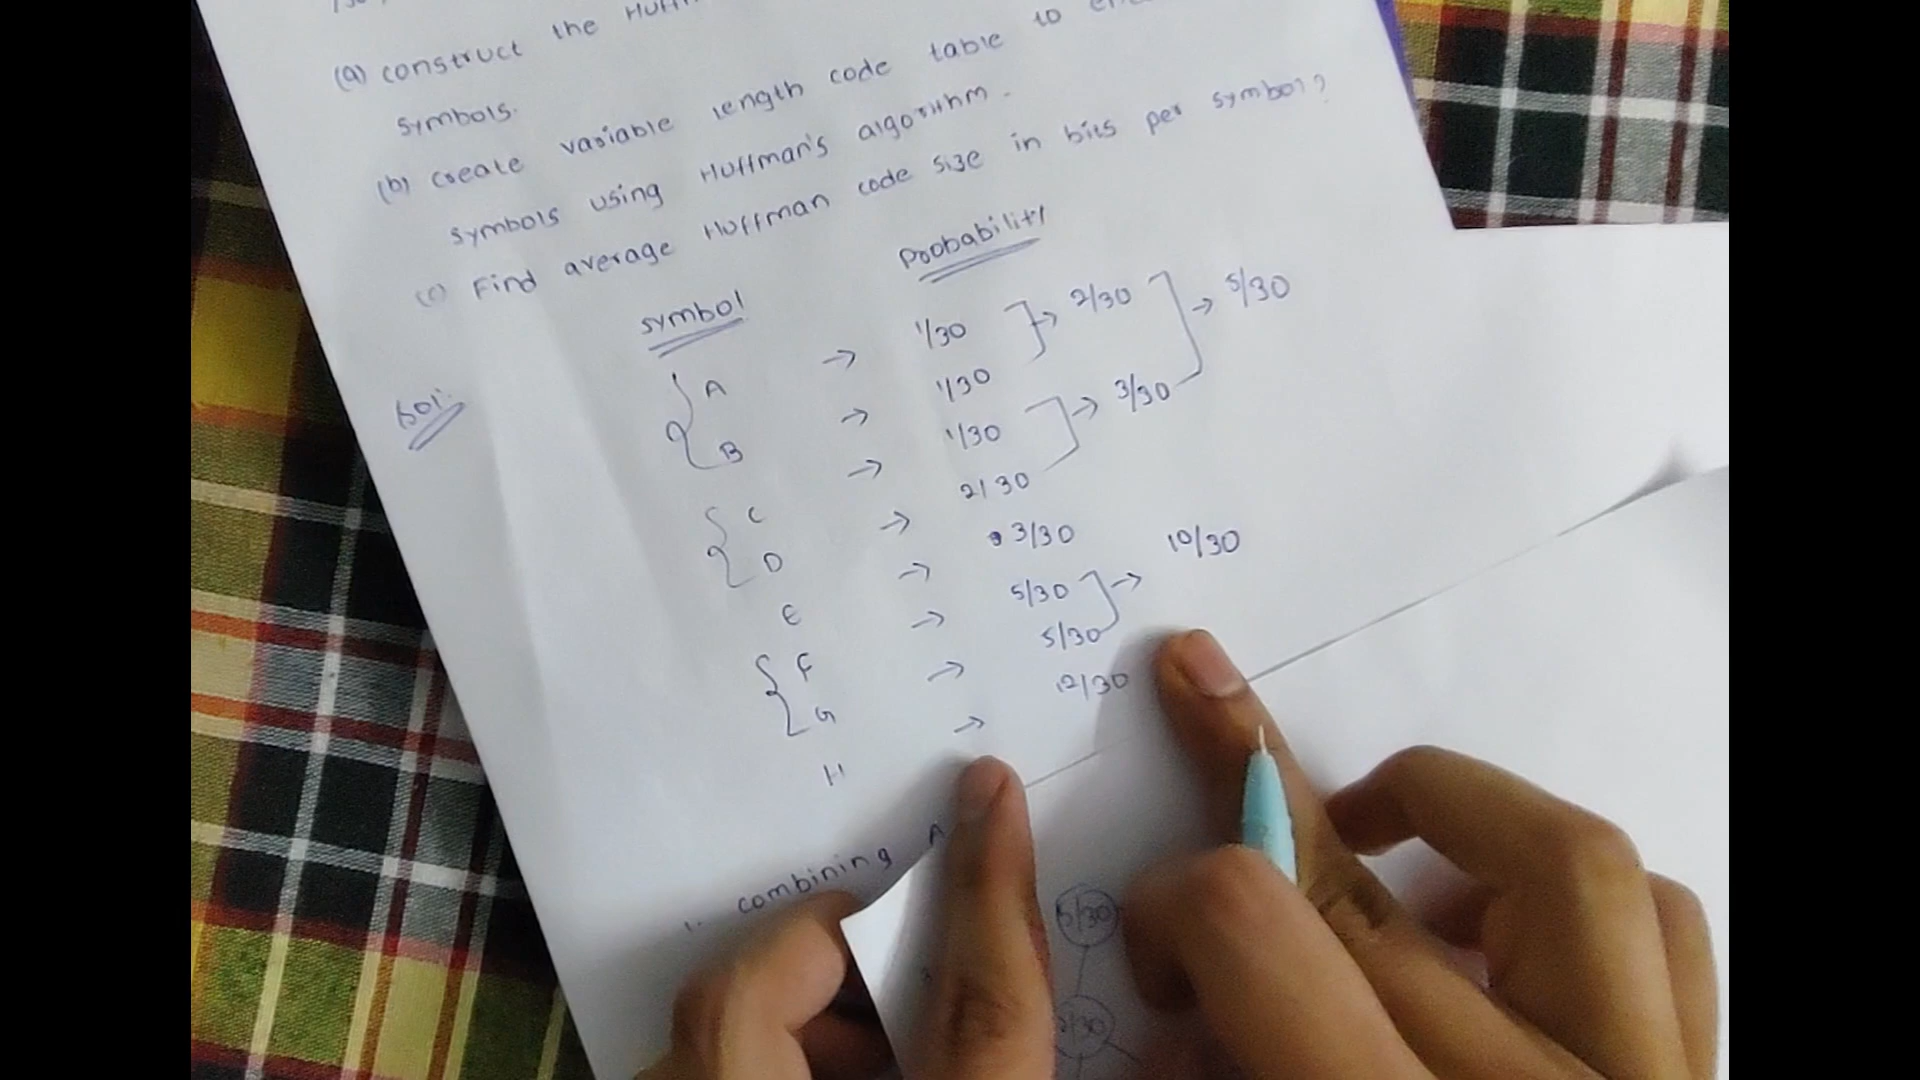 (a) construct the
symbols.
(b) create variable length code table to
symbols using Huffman's algorithm.
(c) Find average Huffman code size in bits per symbol?
symbol probability
sol:
A → 1/30 → 2/30 → 5/30
B → 1/30
C → 1/30 → 3/30
D → 2/30
E → 3/30
F → 5/30 → 10/30
G → 5/30
H → 12/30
1. combining A
5/30